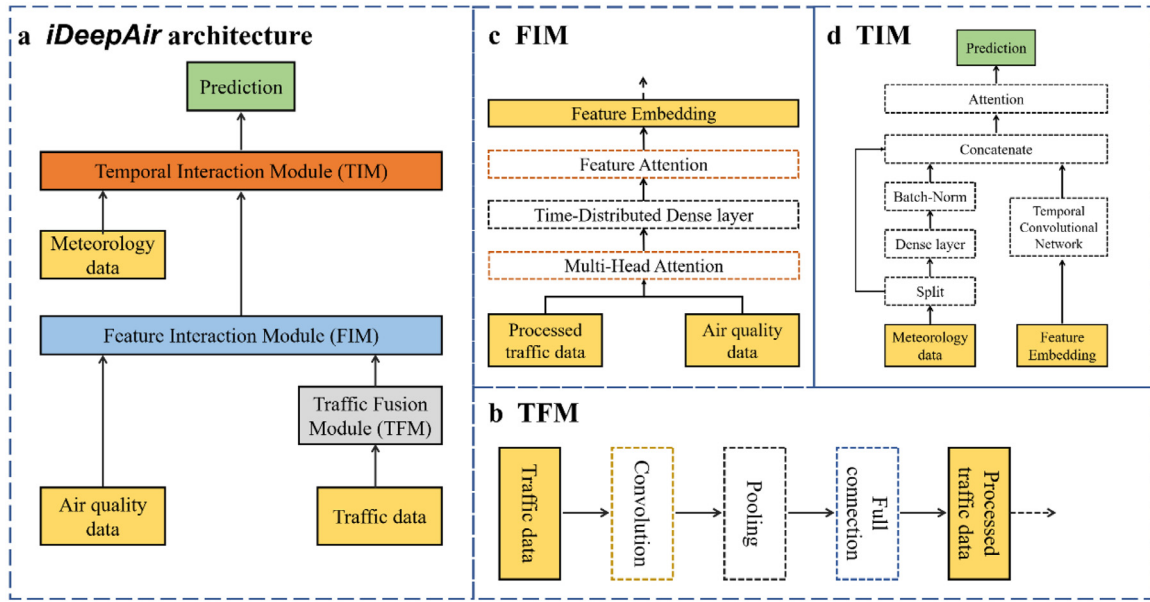 a iDeepAir architecture
Prediction
Temporal Interaction Module (TIM)
Meteorology
data
Feature Interaction Module (FIM)
Traffic Fusion
Module (TFM)
Air quality
data
Traffic data
c FIM
Feature Embedding
Feature Attention
Time-Distributed Dense layer
Multi-Head Attention
Processed
traffic data
Air quality
data
d TIM
Prediction
Attention
Concatenate
Batch-Norm
Temporal
Convolutional
Network
Dense layer
Split
Meteorology
data
Feature
Embedding
b TFM
Traffic data
Convolution
Pooling
Full
connection
Processed
traffic data